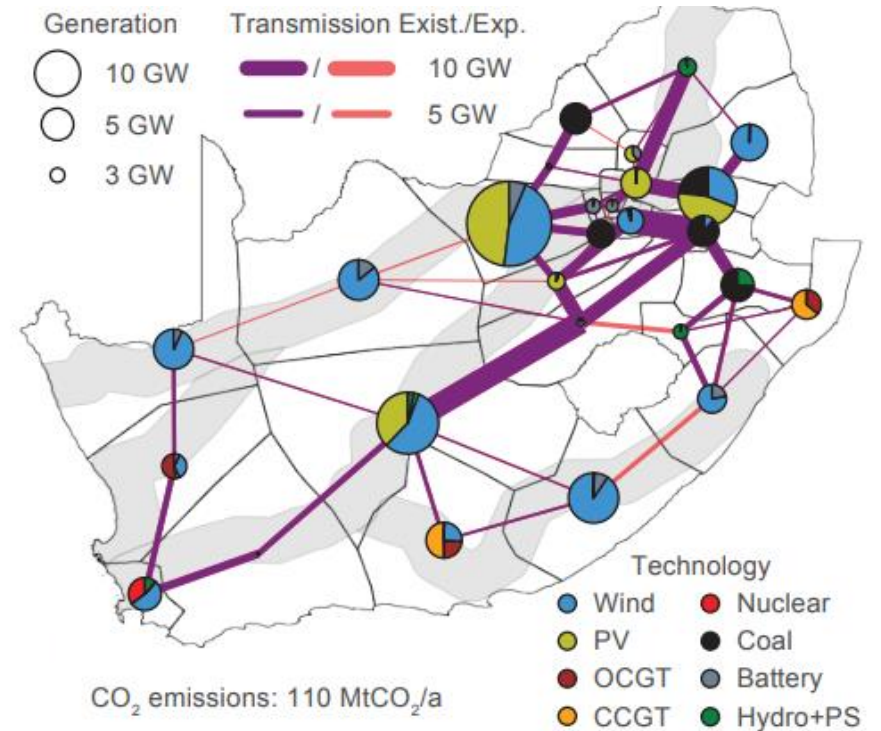 Generation
Transmission Exist./Exp.
10 GW
/
10 GW
5 GW
/
5 GW
3 GW
CO₂ emissions: 110 MtCO₂/a
Technology
Wind
Nuclear
PV
Coal
OCGT
Battery
CCGT
Hydro+PS